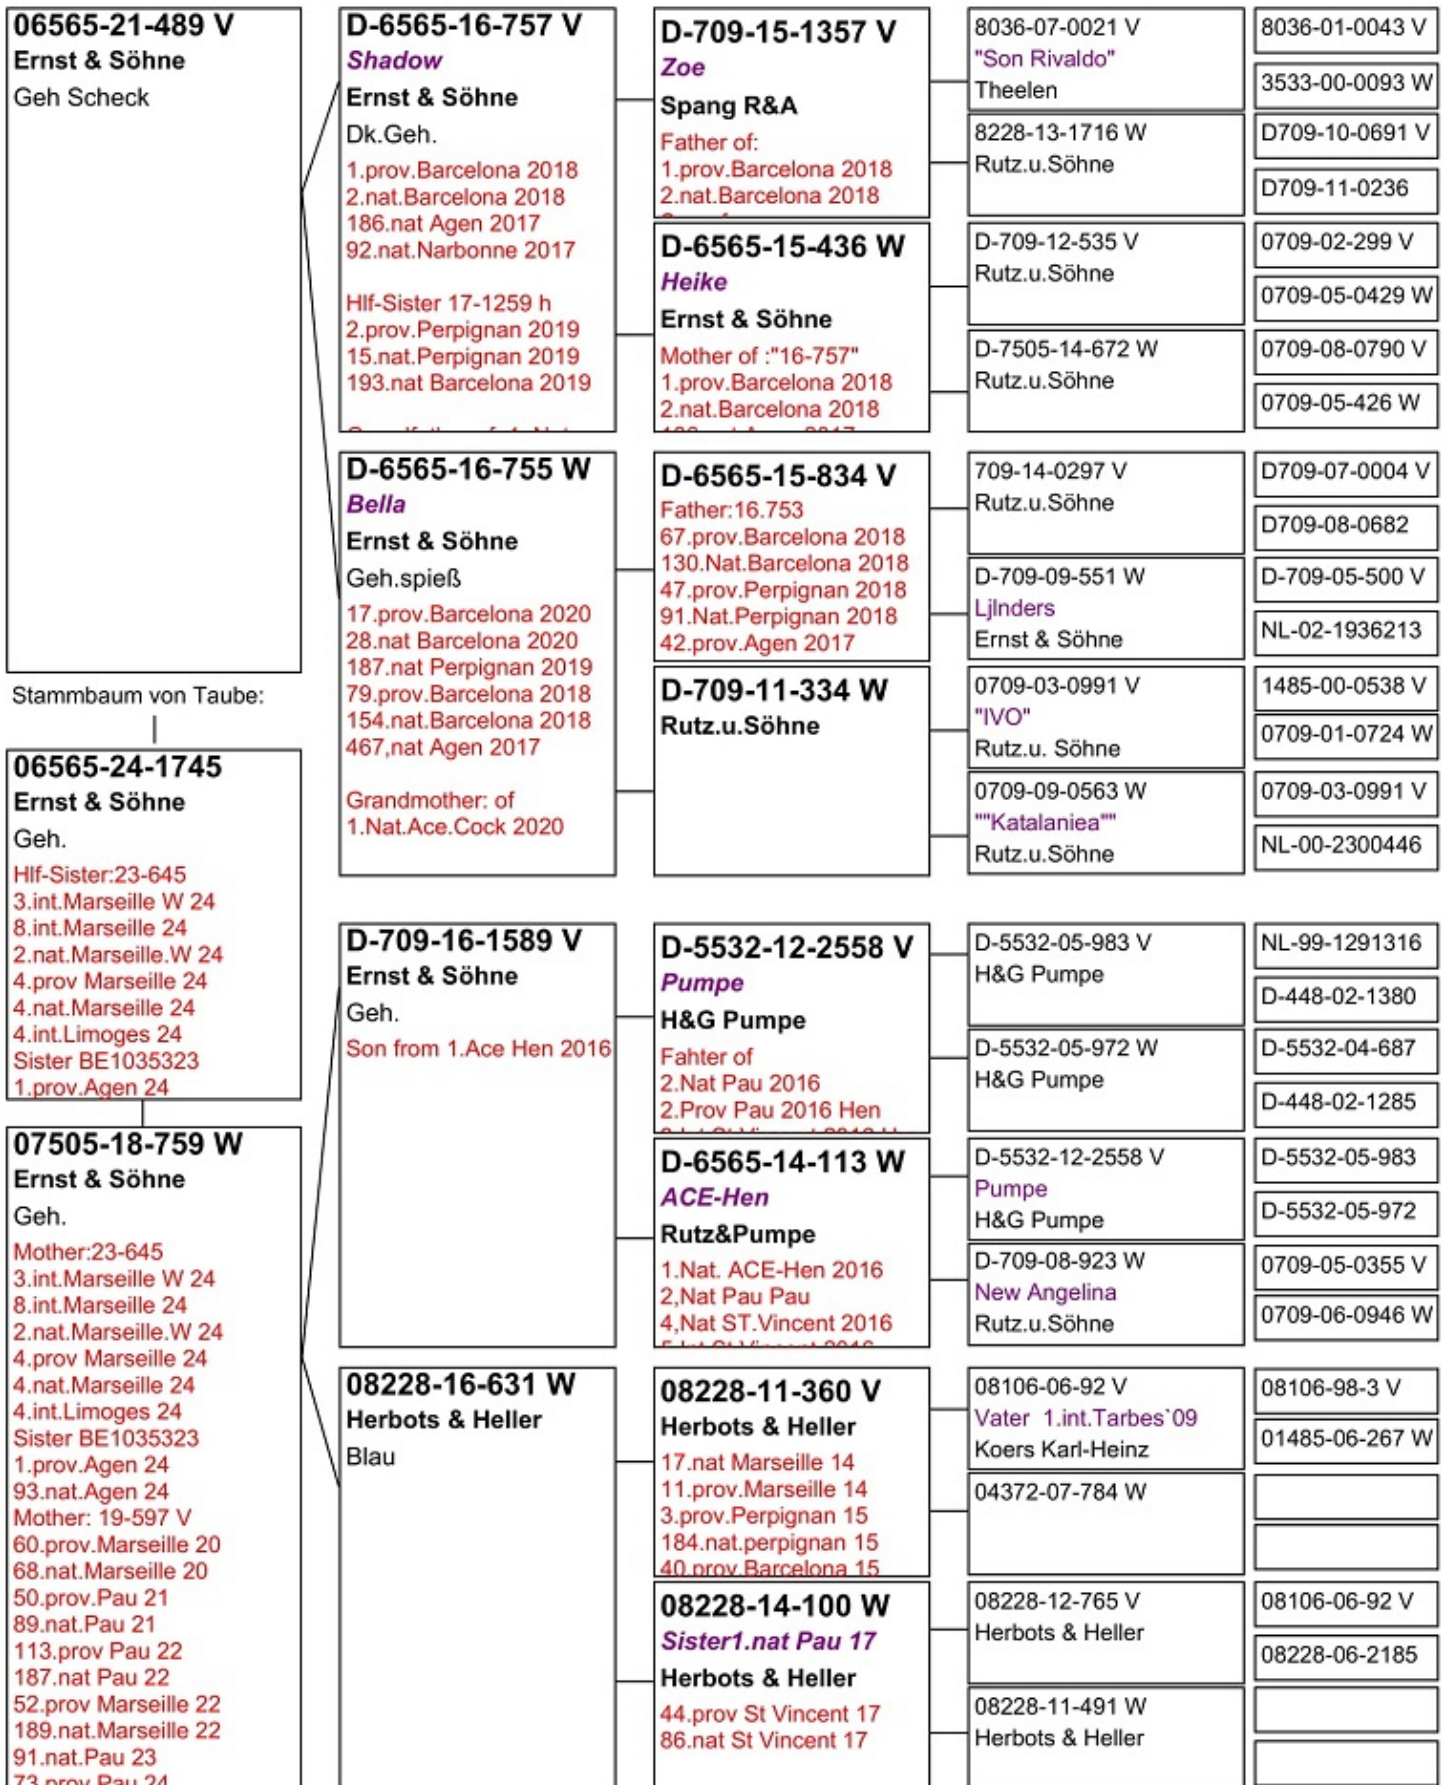 06565-21-489 V
Ernst & Söhne
Geh Scheck
Stammbaum von Taube:
06565-24-1745
Ernst & Söhne
Geh.
Hlf-Sister:23-645
3.int.Marseille W 24
8.int.Marseille 24
2.nat.Marseille.W 24
4.prov Marseille 24
4.nat.Marseille 24
4.int.Limoges 24
Sister BE1035323
1.prov.Agen 24
07505-18-759 W
Ernst & Söhne
Geh.
Mother:23-645
3.int.Marseille W 24
8.int.Marseille 24
2.nat.Marseille.W 24
4.prov Marseille 24
4.nat.Marseille 24
4.int.Limoges 24
Sister BE1035323
1.prov.Agen 24
93.nat.Agen 24
Mother: 19-597 V
60.prov.Marseille 20
68.nat.Marseille 20
50.prov.Pau 21
89.nat.Pau 21
113.prov Pau 22
187.nat Pau 22
52.prov Marseille 22
189.nat.Marseille 22
91.nat.Pau 23
73.prov Pau 24
D-6565-16-757 V
Shadow
Ernst & Söhne
Dk.Geh.
1.prov.Barcelona 2018
2.nat.Barcelona 2018
186.nat Agen 2017
92.nat.Narbonne 2017
Hlf-Sister 17-1259 h
2.prov.Perpignan 2019
15.nat.Perpignan 2019
193.nat Barcelona 2019
D-6565-16-755 W
Bella
Ernst & Söhne
Geh.spieß
17.prov.Barcelona 2020
28.nat Barcelona 2020
187.nat Perpignan 2019
79.prov.Barcelona 2018
154.nat.Barcelona 2018
467,nat Agen 2017
Grandmother: of
1.Nat.Ace.Cock 2020
D-709-16-1589 V
Ernst & Söhne
Geh.
Son from 1.Ace Hen 2016
08228-16-631 W
Herbots & Heller
Blau
D-709-15-1357 V
Zoe
Spang R&A
Father of:
1.prov.Barcelona 2018
2.nat.Barcelona 2018
D-6565-15-436 W
Heike
Ernst & Söhne
Mother of :"16-757"
1.prov.Barcelona 2018
2.nat.Barcelona 2018
D-6565-15-834 V
Father:16.753
67.prov.Barcelona 2018
130.Nat.Barcelona 2018
47.prov.Perpignan 2018
91.Nat.Perpignan 2018
42.prov.Agen 2017
D-709-11-334 W
Rutz.u.Söhne
D-5532-12-2558 V
Pumpe
H&G Pumpe
Fahter of
2.Nat Pau 2016
2.Prov Pau 2016 Hen
D-6565-14-113 W
ACE-Hen
Rutz&Pumpe
1.Nat. ACE-Hen 2016
2,Nat Pau Pau
4,Nat ST.Vincent 2016
08228-11-360 V
Herbots & Heller
17.nat Marseille 14
11.prov.Marseille 14
3.prov.Perpignan 15
184.nat.perpignan 15
40.prov.Barcelona 15
08228-14-100 W
Sister1.nat Pau 17
Herbots & Heller
44.prov St Vincent 17
86.nat St Vincent 17
8036-07-0021 V
"Son Rivaldo"
Theelen
8228-13-1716 W
Rutz.u.Söhne
D-709-12-535 V
Rutz.u.Söhne
D-7505-14-672 W
Rutz.u.Söhne
709-14-0297 V
Rutz.u.Söhne
D-709-09-551 W
Ljlnders
Ernst & Söhne
0709-03-0991 V
"IVO"
Rutz.u. Söhne
0709-09-0563 W
""Katalaniea""
Rutz.u.Söhne
D-5532-05-983 V
H&G Pumpe
D-5532-05-972 W
H&G Pumpe
D-5532-12-2558 V
Pumpe
H&G Pumpe
D-709-08-923 W
New Angelina
Rutz.u.Söhne
08106-06-92 V
Vater 1.int.Tarbes`09
Koers Karl-Heinz
04372-07-784 W
08228-12-765 V
Herbots & Heller
08228-11-491 W
Herbots & Heller
8036-01-0043 V
3533-00-0093 W
D709-10-0691 V
D709-11-0236
0709-02-299 V
0709-05-0429 W
0709-08-0790 V
0709-05-426 W
D709-07-0004 V
D709-08-0682
D-709-05-500 V
NL-02-1936213
1485-00-0538 V
0709-01-0724 W
0709-03-0991 V
NL-00-2300446
NL-99-1291316
D-448-02-1380
D-5532-04-687
D-448-02-1285
D-5532-05-983
D-5532-05-972
0709-05-0355 V
0709-06-0946 W
08106-98-3 V
01485-06-267 W
08106-06-92 V
08228-06-2185